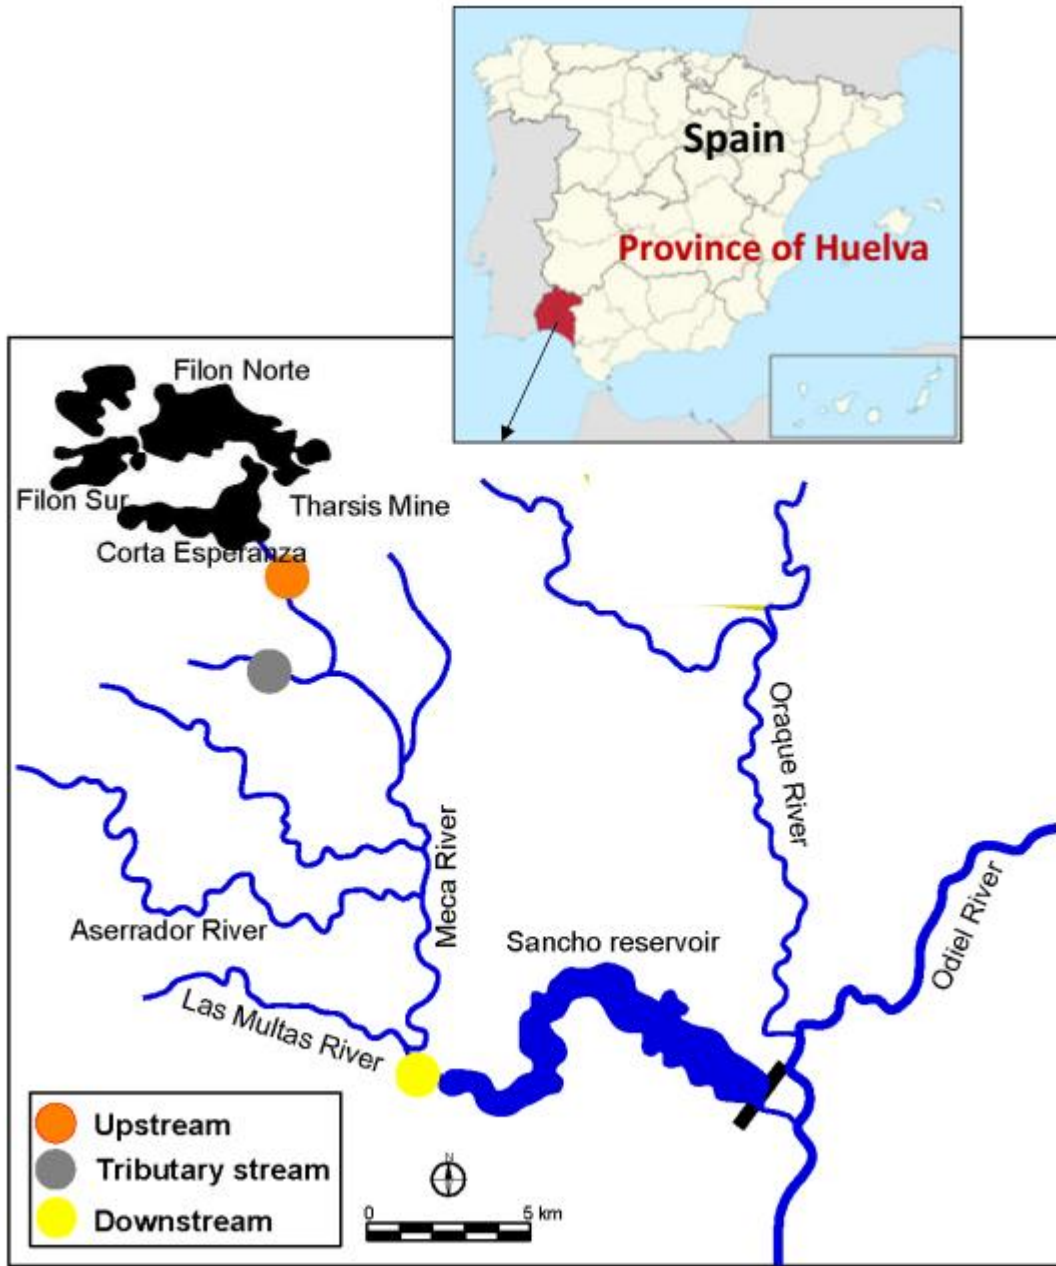 Spain
Province of Huelva
Filon Norte
Filon Sur
Tharsis Mine
Corta Esperanza
Oraque River
Meca River
Aserrador River
Sancho reservoir
Odiel River
Las Multas River
Upstream
Tributary stream
Downstream
N
0
5 km